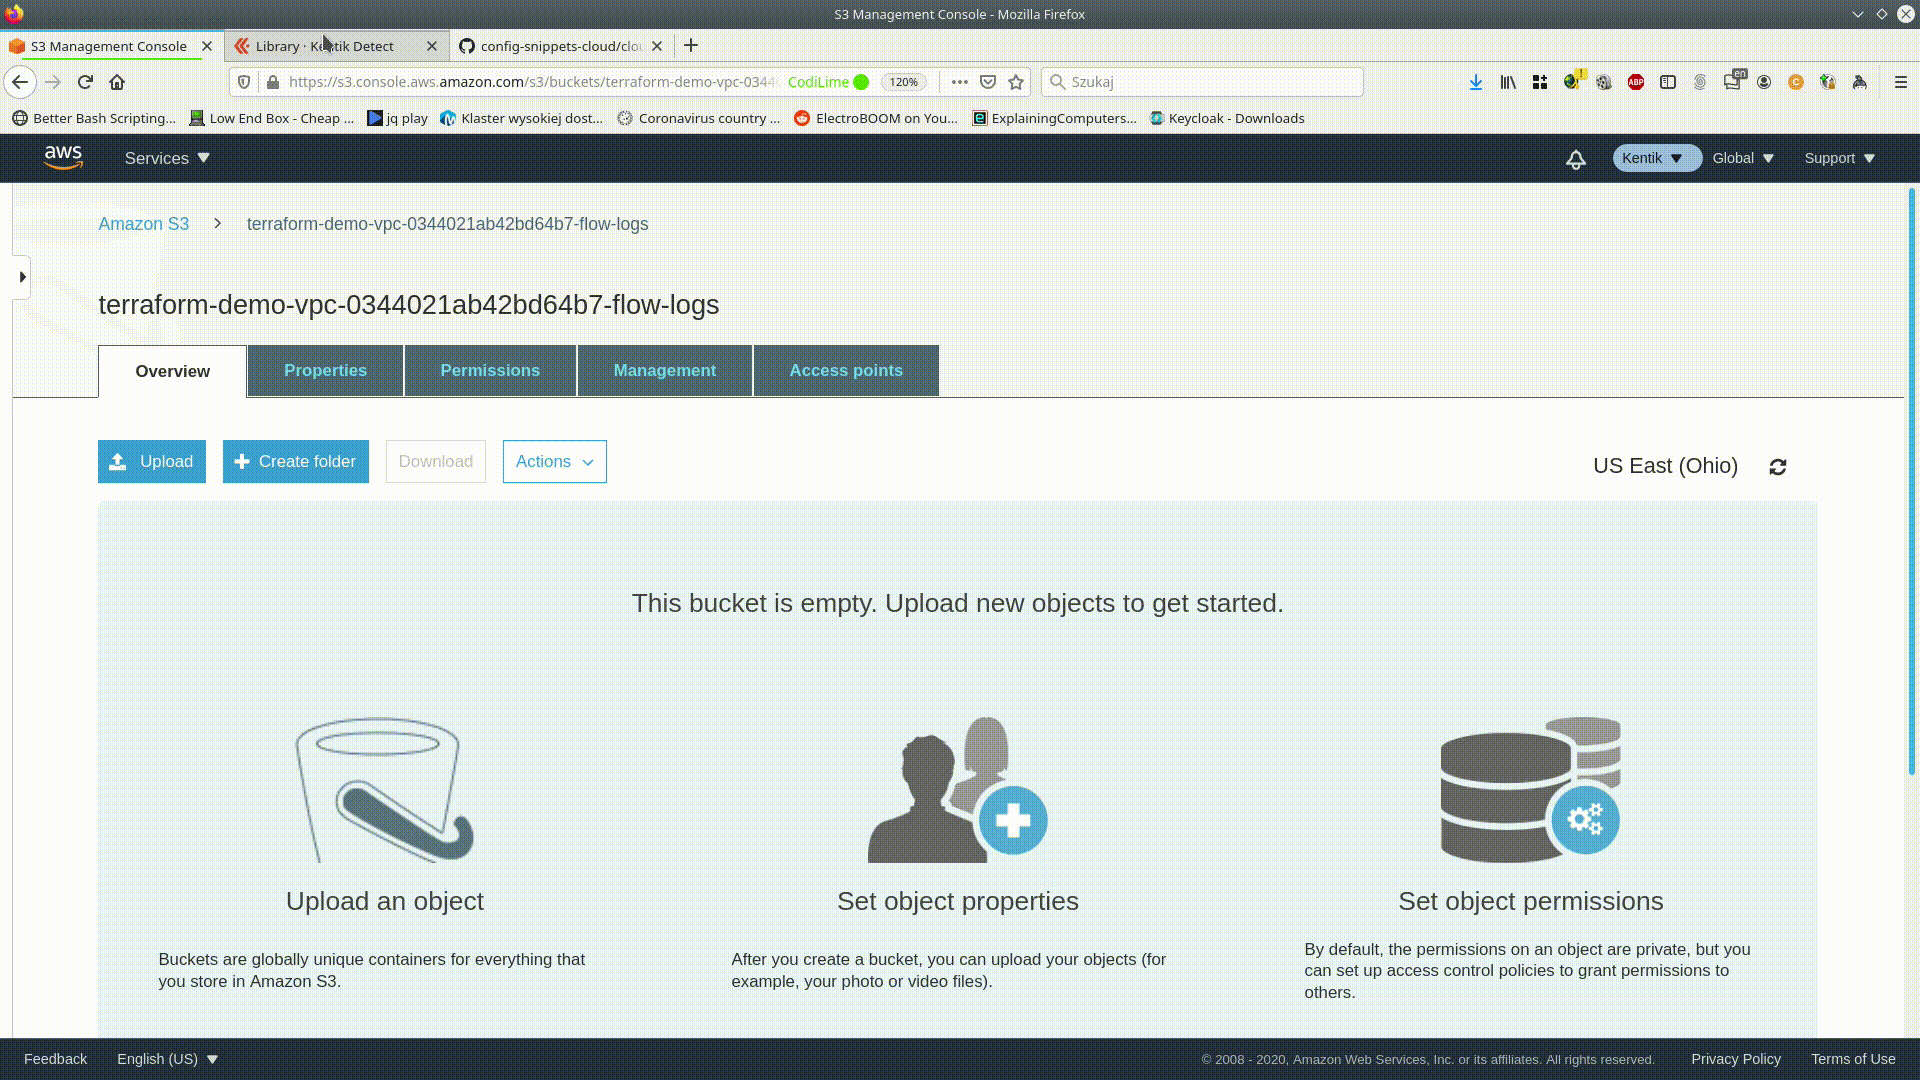 S3 Management Console - Mozilla Firefox
S3 Management Console
Library · Kentik Detect
config-snippets-cloud/clou
https://s3.console.aws.amazon.com/s3/buckets/terraform-demo-vpc-0344
CodiLime
120%
Szukaj
ABP
en
C
Better Bash Scripting...
Low End Box - Cheap ...
jq play
Klaster wysokiej dost...
Coronavirus country ...
ElectroBOOM on You...
ExplainingComputers...
Keycloak - Downloads
aws
Services
Kentik
Global
Support
Amazon S3
terraform-demo-vpc-0344021ab42bd64b7-flow-logs
terraform-demo-vpc-0344021ab42bd64b7-flow-logs
Overview
Properties
Permissions
Management
Access points
Upload
Create folder
Download
Actions
US East (Ohio)
This bucket is empty. Upload new objects to get started.
Upload an object
Buckets are globally unique containers for everything that
you store in Amazon S3.
Set object properties
After you create a bucket, you can upload your objects (for
example, your photo or video files).
Set object permissions
By default, the permissions on an object are private, but you
can set up access control policies to grant permissions to
others.
Feedback
English (US)
© 2008 - 2020, Amazon Web Services, Inc. or its affiliates. All rights reserved.
Privacy Policy
Terms of Use